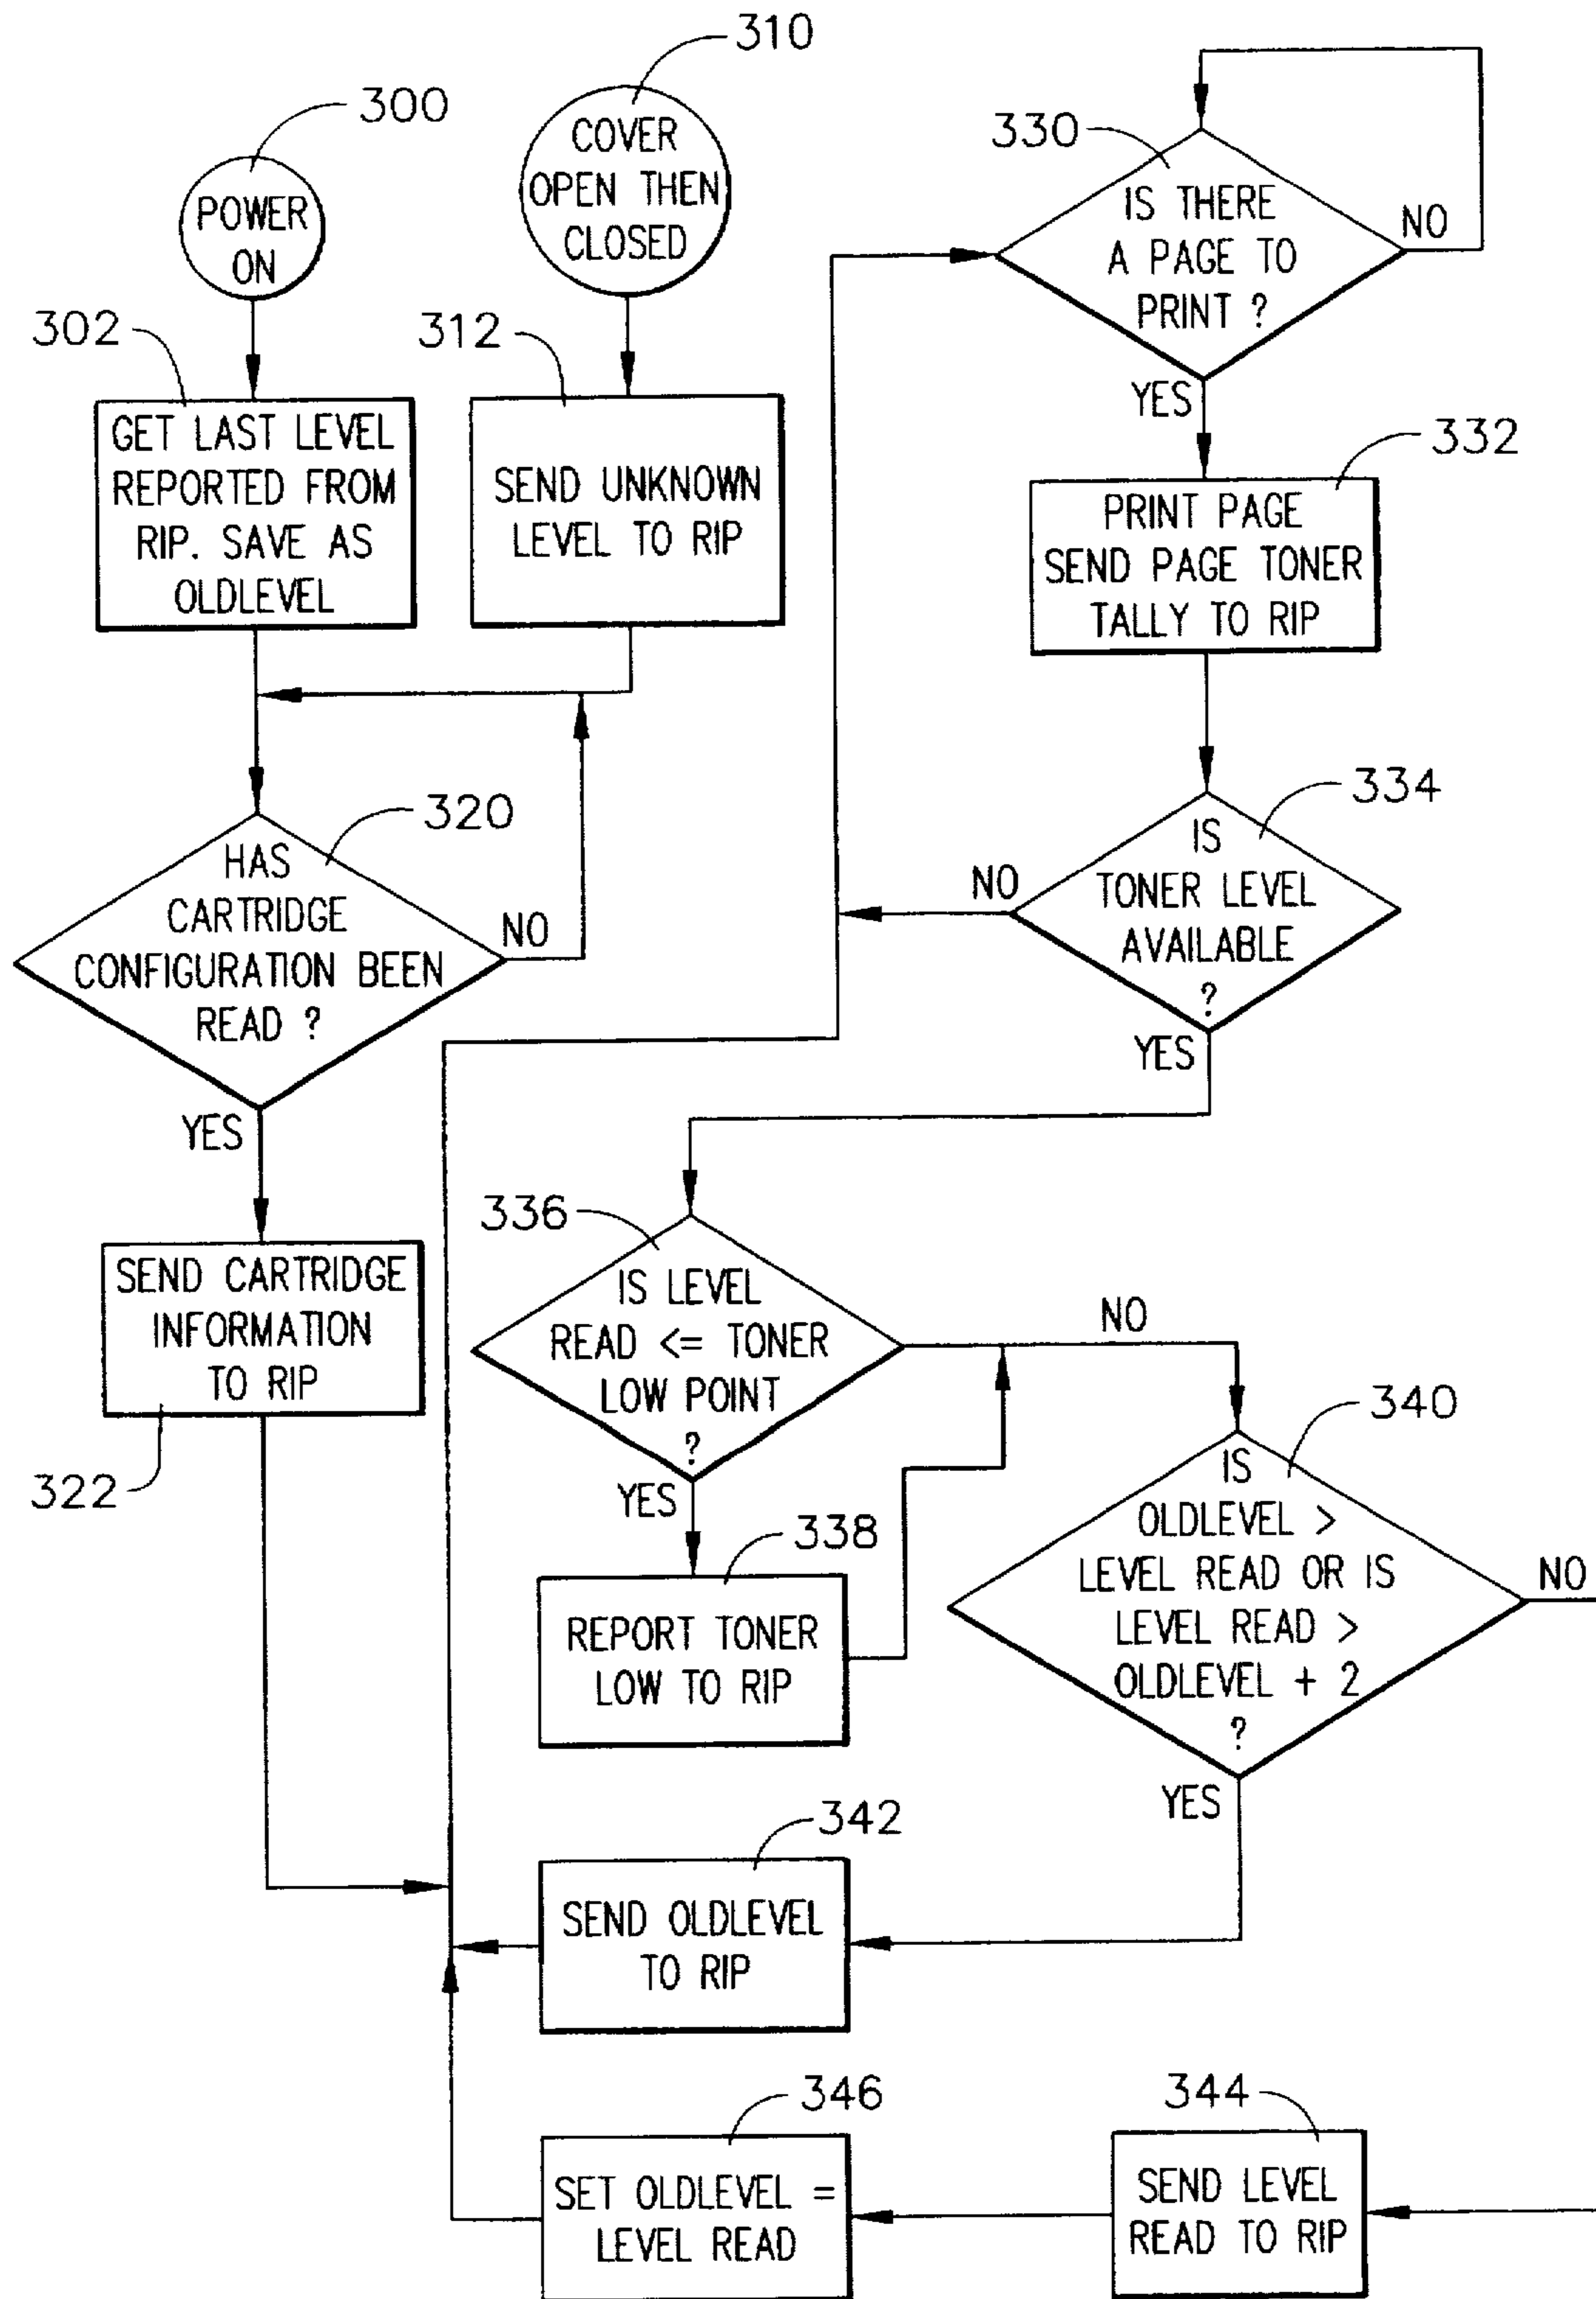 300
POWER
ON
310
COVER
OPEN THEN
CLOSED
302
GET LAST LEVEL
REPORTED FROM
RIP. SAVE AS
OLDLEVEL
312
SEND UNKNOWN
LEVEL TO RIP
320
HAS
CARTRIDGE
CONFIGURATION BEEN
READ ?
NO
YES
SEND CARTRIDGE
INFORMATION
TO RIP
322
330
IS THERE
A PAGE TO
PRINT ?
NO
YES
332
PRINT PAGE
SEND PAGE TONER
TALLY TO RIP
334
IS
TONER LEVEL
AVAILABLE
?
NO
YES
336
IS LEVEL
READ <= TONER
LOW POINT
?
NO
YES
338
REPORT TONER
LOW TO RIP
340
IS
OLDLEVEL >
LEVEL READ OR IS
LEVEL READ >
OLDLEVEL + 2
?
NO
YES
342
SEND OLDLEVEL
TO RIP
344
SEND LEVEL
READ TO RIP
346
SET OLDLEVEL =
LEVEL READ